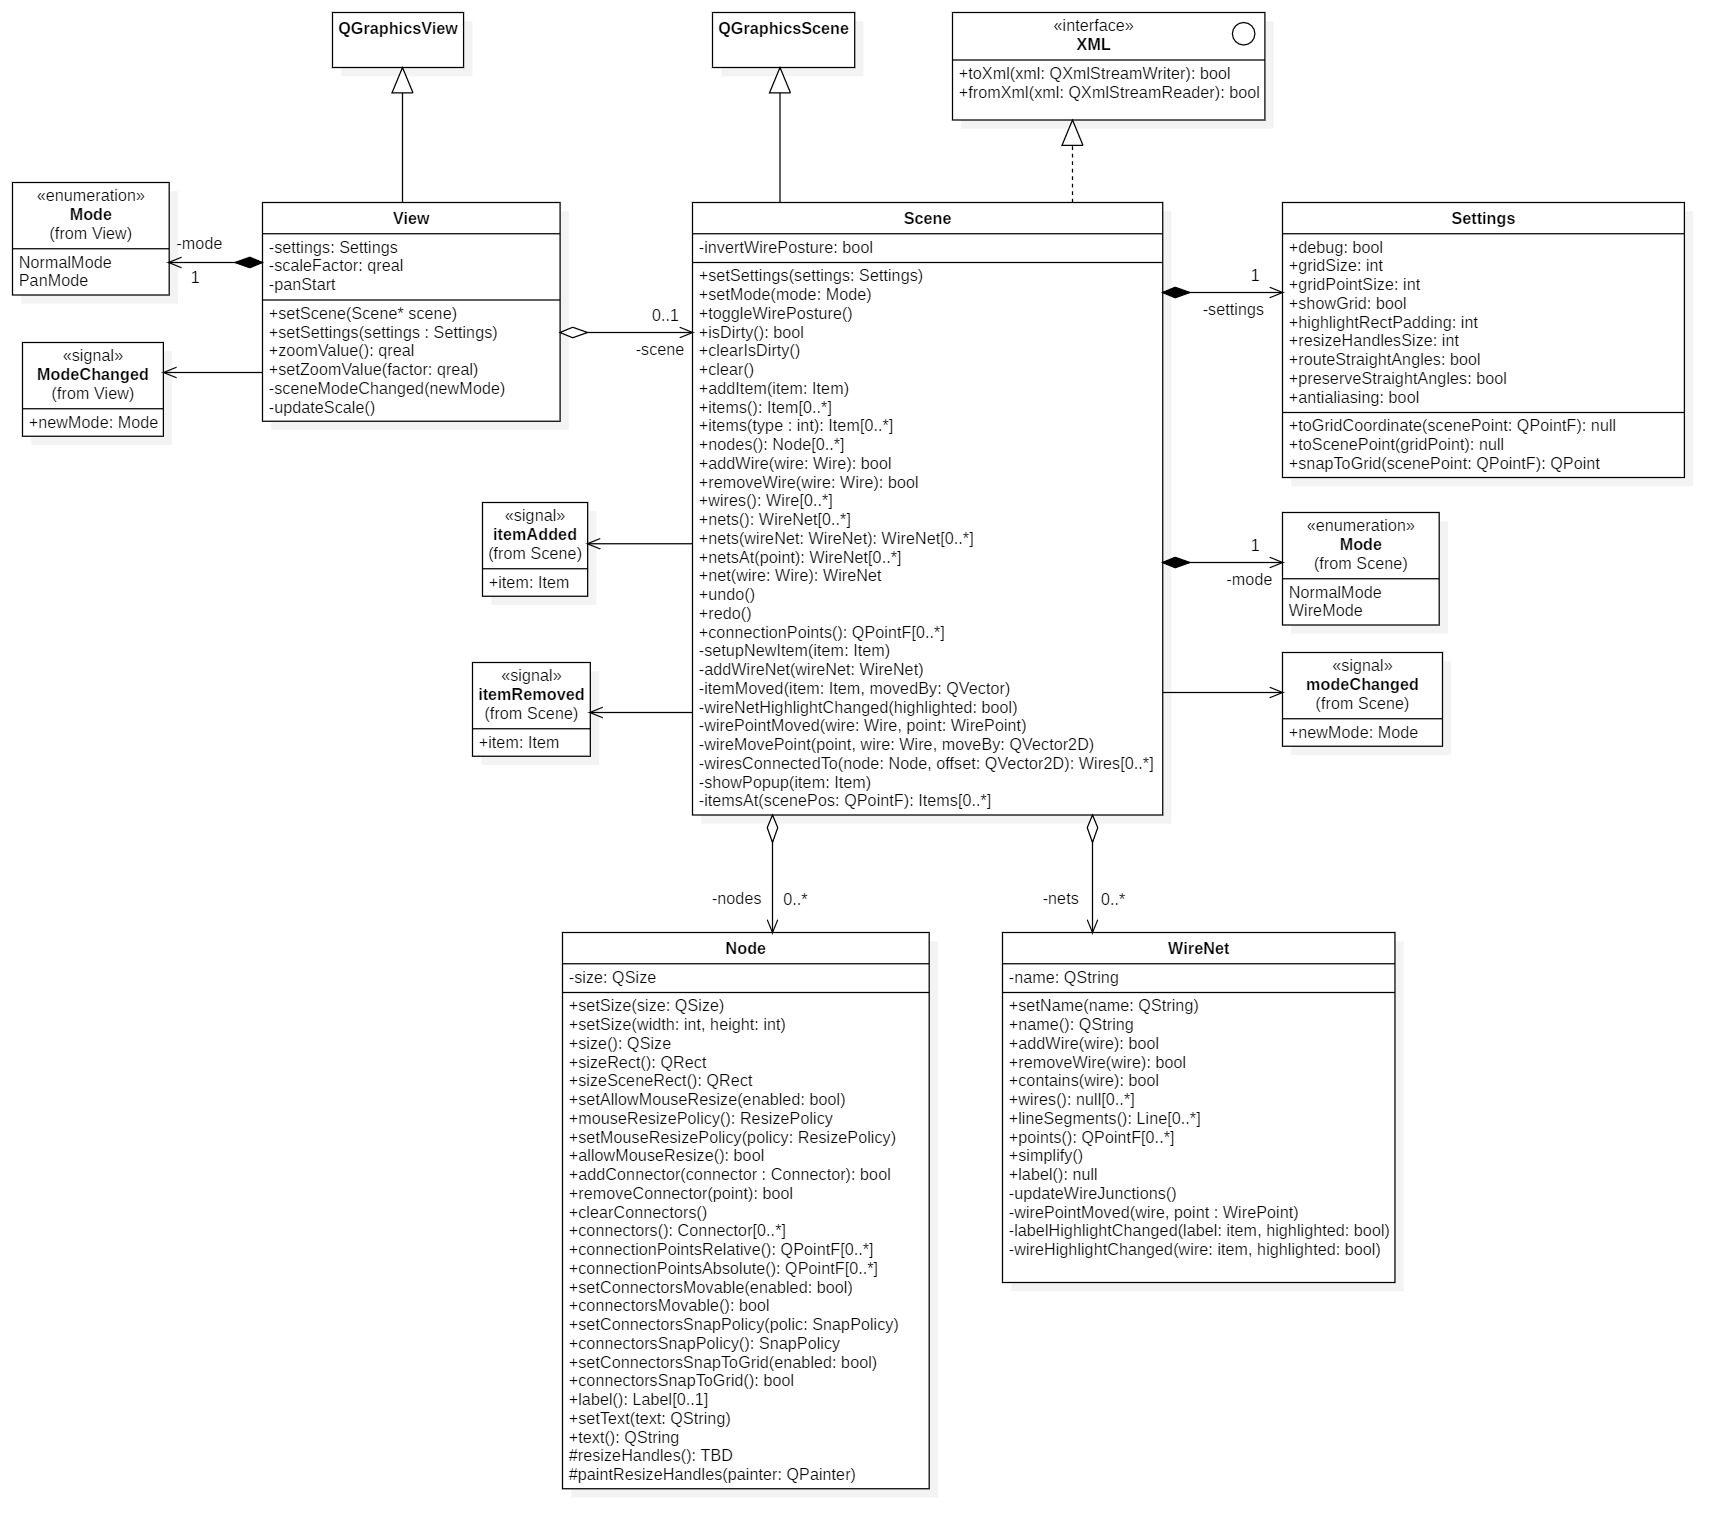 QGraphicsView
QGraphicsScene
«interface»
XML
+toXml(xml: QXmlStreamWriter): bool
+fromXml(xml: QXmlStreamReader): bool
«enumeration»
Mode
(from View)
NormalMode
PanMode
-mode
1
View
-settings: Settings
-scaleFactor: qreal
-panStart
+setScene(Scene* scene)
+setSettings(settings : Settings)
+zoomValue(): qreal
+setZoomValue(factor: qreal)
-sceneModeChanged(newMode)
-updateScale()
«signal»
ModeChanged
(from View)
+newMode: Mode
0..1
-scene
Scene
-invertWirePosture: bool
+setSettings(settings: Settings)
+setMode(mode: Mode)
+toggleWirePosture()
+isDirty(): bool
+clearIsDirty()
+clear()
+addItem(item: Item)
+items(): Item[0..*]
+items(type : int): Item[0..*]
+nodes(): Node[0..*]
+addWire(wire: Wire): bool
+removeWire(wire: Wire): bool
+wires(): Wire[0..*]
+nets(): WireNet[0..*]
+nets(wireNet: WireNet): WireNet[0..*]
+netsAt(point): WireNet[0..*]
+net(wire: Wire): WireNet
+undo()
+redo()
+connectionPoints(): QPointF[0..*]
-setupNewItem(item: Item)
-addWireNet(wireNet: WireNet)
-itemMoved(item: Item, movedBy: QVector)
-wireNetHighlightChanged(highlighted: bool)
-wirePointMoved(wire: Wire, point: WirePoint)
-wireMovePoint(point, wire: Wire, moveBy: QVector2D)
-wiresConnectedTo(node: Node, offset: QVector2D): Wires[0..*]
-showPopup(item: Item)
-itemsAt(scenePos: QPointF): Items[0..*]
1
-settings
Settings
+debug: bool
+gridSize: int
+gridPointSize: int
+showGrid: bool
+highlightRectPadding: int
+resizeHandlesSize: int
+routeStraightAngles: bool
+preserveStraightAngles: bool
+antialiasing: bool
+toGridCoordinate(scenePoint: QPointF): null
+toScenePoint(gridPoint): null
+snapToGrid(scenePoint: QPointF): QPoint
«signal»
itemAdded
(from Scene)
+item: Item
«signal»
itemRemoved
(from Scene)
+item: Item
1
-mode
«enumeration»
Mode
(from Scene)
NormalMode
WireMode
«signal»
modeChanged
(from Scene)
+newMode: Mode
-nodes
0..*
-nets
0..*
Node
-size: QSize
+setSize(size: QSize)
+setSize(width: int, height: int)
+size(): QSize
+sizeRect(): QRect
+sizeSceneRect(): QRect
+setAllowMouseResize(enabled: bool)
+mouseResizePolicy(): ResizePolicy
+setMouseResizePolicy(policy: ResizePolicy)
+allowMouseResize(): bool
+addConnector(connector : Connector): bool
+removeConnector(point): bool
+clearConnectors()
+connectors(): Connector[0..*]
+connectionPointsRelative(): QPointF[0..*]
+connectionPointsAbsolute(): QPointF[0..*]
+setConnectorsMovable(enabled: bool)
+connectorsMovable(): bool
+setConnectorsSnapPolicy(polic: SnapPolicy)
+connectorsSnapPolicy(): SnapPolicy
+setConnectorsSnapToGrid(enabled: bool)
+connectorsSnapToGrid(): bool
+label(): Label[0..1]
+setText(text: QString)
+text(): QString
#resizeHandles(): TBD
#paintResizeHandles(painter: QPainter)
WireNet
-name: QString
+setName(name: QString)
+name(): QString
+addWire(wire): bool
+removeWire(wire): bool
+contains(wire): bool
+wires(): null[0..*]
+lineSegments(): Line[0..*]
+points(): QPointF[0..*]
+simplify()
+label(): null
-updateWireJunctions()
-wirePointMoved(wire, point : WirePoint)
-labelHighlightChanged(label: item, highlighted: bool)
-wireHighlightChanged(wire: item, highlighted: bool)